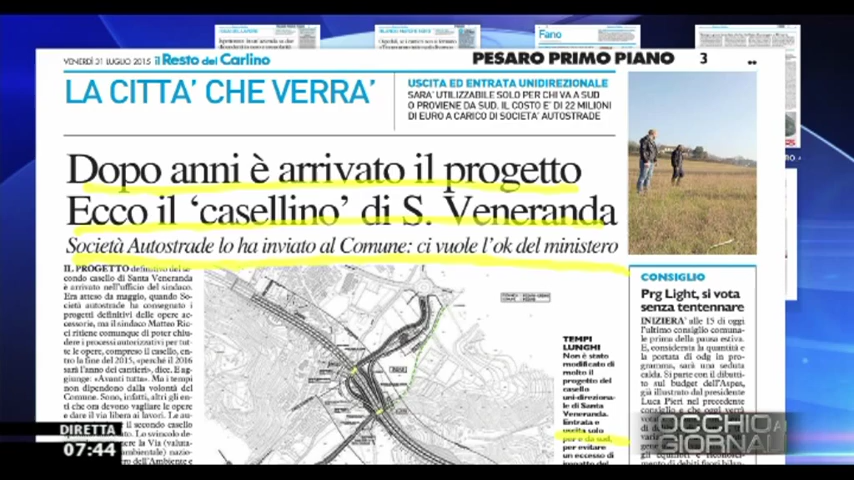 VENERDÌ 31 LUGLIO 2015 il Resto del Carlino
PESARO PRIMO PIANO 3
LA CITTA' CHE VERRA'
USCITA ED ENTRATA UNIDIREZIONALE
SARA' UTILIZZABILE SOLO PER CHI VA A SUD
O PROVIENE DA SUD. IL COSTO E' DI 22 MILIONI
DI EURO A CARICO DI SOCIETA' AUTOSTRADE
Dopo anni è arrivato il progetto
Ecco il 'casellino' di S. Veneranda
Società Autostrade lo ha inviato al Comune: ci vuole l'ok del ministero
IL PROGETTO definitivo del se-
condo casello di Santa Veneranda
è arrivato nell'ufficio del sindaco.
Era atteso da maggio, quando So-
cietà autostrade ha consegnato i
progetti definitivi delle opere ac-
cessorie, ma il sindaco Matteo Ric-
ci ritiene comunque di poter chiu-
dere i processi autorizzativi per tut-
te le opere, compreso il casello, en-
tro la fine del 2015, «perché il 2016
sarà l'anno dei cantieri», dice. E ag-
giunge: «Avanti tutta». Ma i tempi
non dipendono dalla volontà del
Comune. Sono, infatti, altri gli en-
ti che ora devono vagliare le opere
e dare il via libera ai lavori. Le au-
il secondo casello
Lo svincolo de-
re la Via (valuta-
ambientale) nazio-
dell'Ambiente e
TEMPI
LUNGHI
Non è stato
modificato di
molto il
progetto del
casello
uni-direziona-
le di Santa
Veneranda.
Entrata e
uscita solo
per e da sud,
per evitare
un eccesso di
impatto del
CONSIGLIO
Prg Light, si vota
senza tentennare
INIZIERA' alle 15 di oggi
l'ultimo consiglio comuna-
le prima della pausa estiva.
E, considerata la quantità e
la portata di odg in pro-
gramma, sarà una seduta
calda. Si parte con il dibatti-
to sul budget dell'Aspes,
già illustrato dal presidente
Luca Pieri nel precedente
consiglio e che oggi verrà
Fano
DIRETTA
07:44
OCCHIO AI
GIORNALI